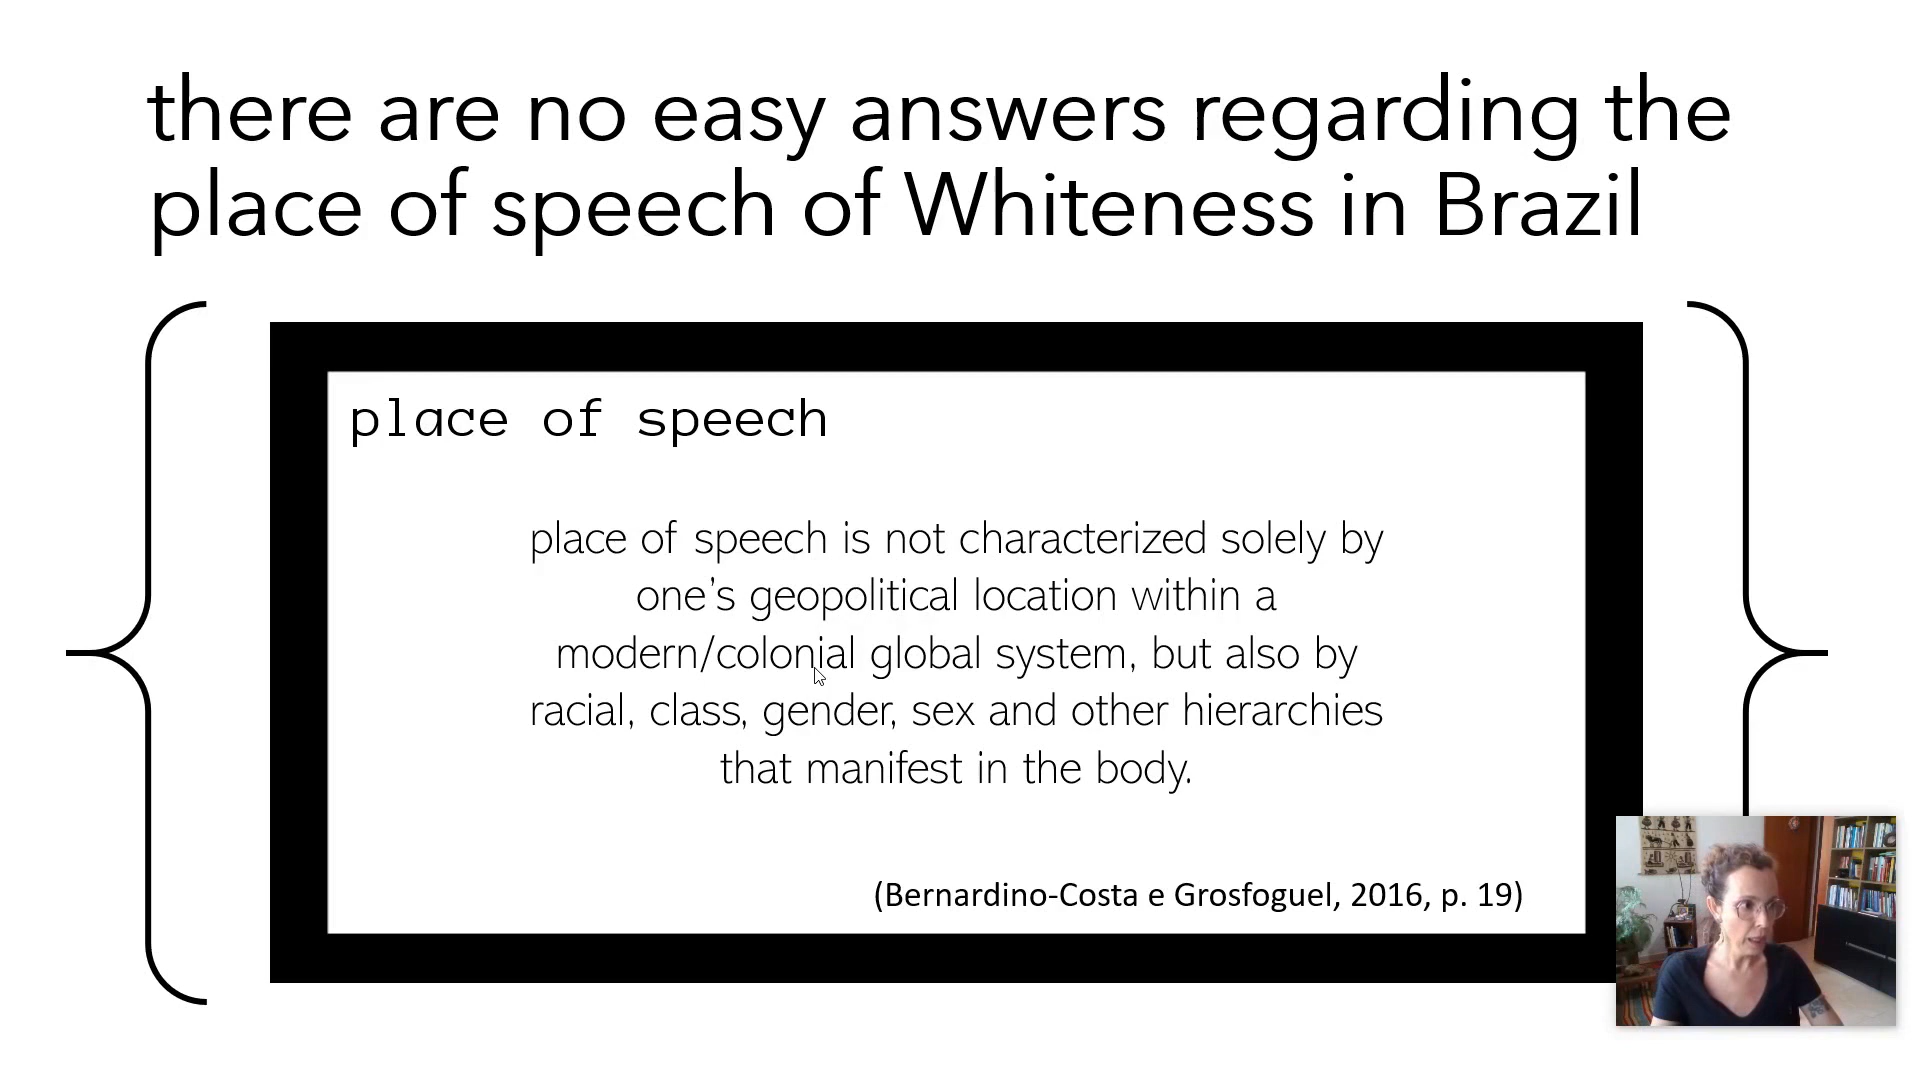 there are no easy answers regarding the
place of speech of Whiteness in Brazil
place of speech
place of speech is not characterized solely by
one’s geopolitical location within a
modern/colonial global system, but also by
racial, class, gender, sex and other hierarchies
that manifest in the body.
(Bernardino-Costa e Grosfoguel, 2016, p. 19)